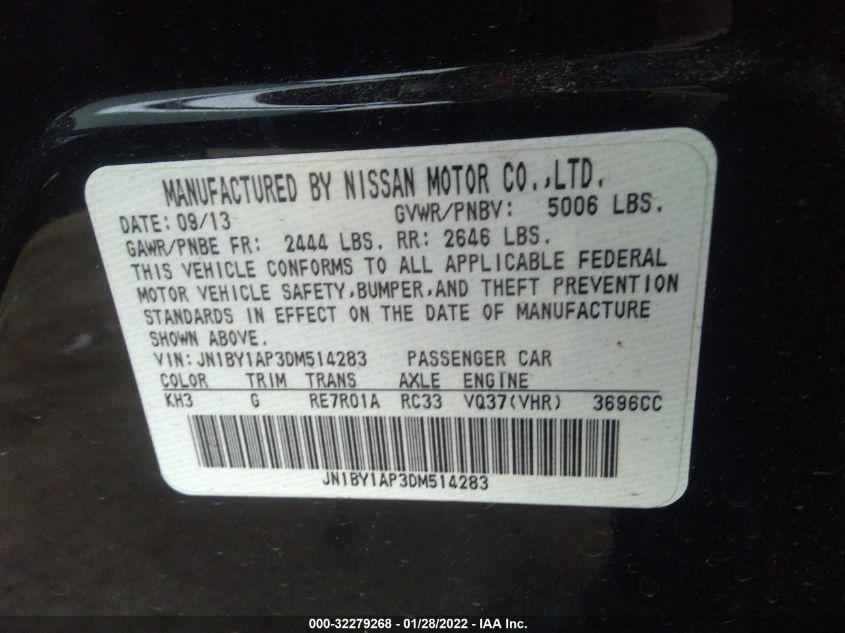 MANUFACTURED BY NISSAN MOTOR CO.,LTD.
DATE: 09/13 GVWR/PNBV: 5006 LBS.
GAWR/PNBE FR: 2444 LBS. RR: 2646 LBS.
THIS VEHICLE CONFORMS TO ALL APPLICABLE FEDERAL
MOTOR VEHICLE SAFETY,BUMPER,AND THEFT PREVENTION
STANDARDS IN EFFECT ON THE DATE OF MANUFACTURE
SHOWN ABOVE.
VIN: JN1BY1AP3DM514283 PASSENGER CAR
COLOR TRIM TRANS AXLE ENGINE
KH3 G RE7R01A RC33 VQ37(VHR) 3696CC
JN1BY1AP3DM514283
000-32279268 - 01/28/2022 - IAA Inc.